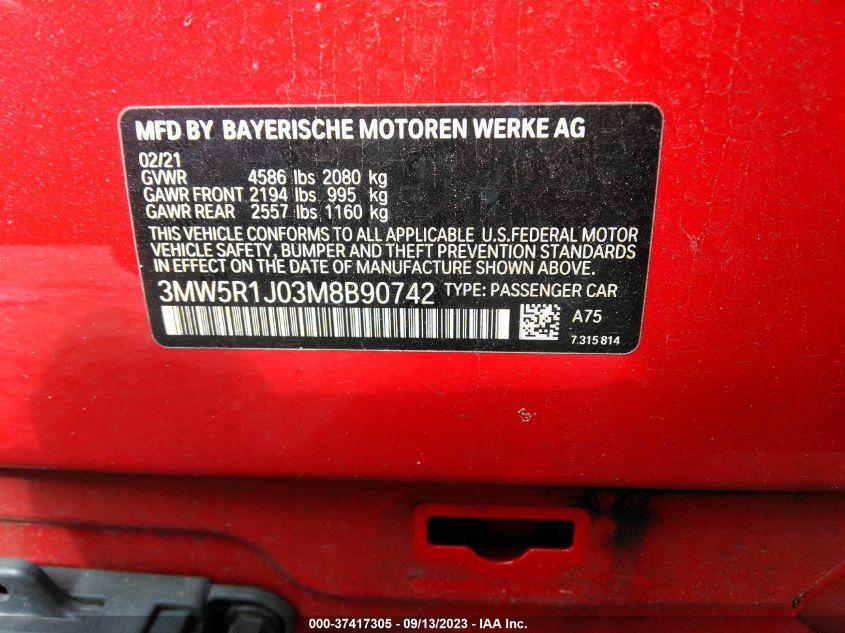 MFD BY BAYERISCHE MOTOREN WERKE AG
02/21
GVWR 4586 lbs 2080 kg
GAWR FRONT 2194 lbs 995 kg
GAWR REAR 2557 lbs 1160 kg
THIS VEHICLE CONFORMS TO ALL APPLICABLE U.S.FEDERAL MOTOR
VEHICLE SAFETY, BUMPER AND THEFT PREVENTION STANDARDS
IN EFFECT ON THE DATE OF MANUFACTURE SHOWN ABOVE.
3MW5R1J03M8B90742 TYPE: PASSENGER CAR
A75
7.315 814
000-37417305 - 09/13/2023 - IAA Inc.